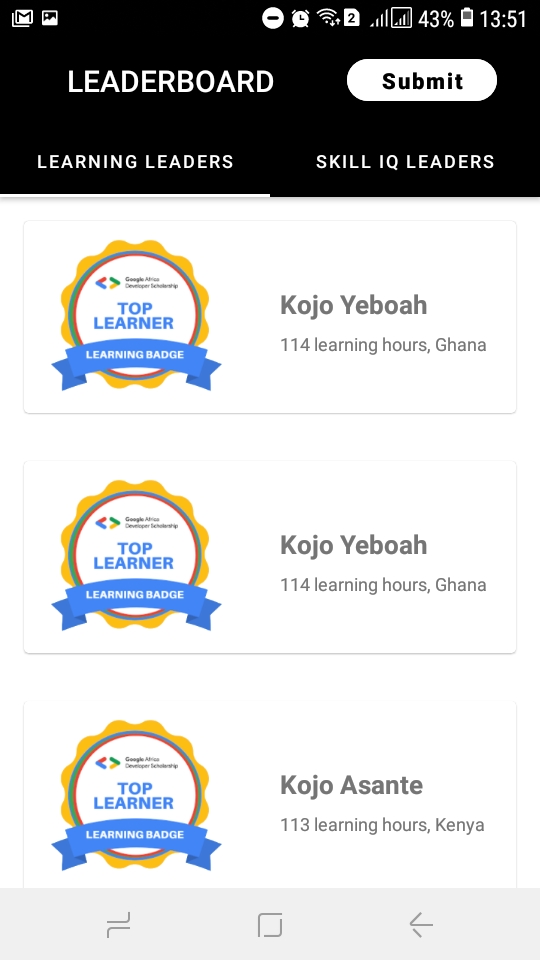 2 43% 13:51
LEADERBOARD
Submit
LEARNING LEADERS
SKILL IQ LEADERS
Google Africa
Developer Scholarship
TOP
LEARNER
LEARNING BADGE
Kojo Yeboah
114 learning hours, Ghana
Google Africa
Developer Scholarship
TOP
LEARNER
LEARNING BADGE
Kojo Yeboah
114 learning hours, Ghana
Google Africa
Developer Scholarship
TOP
LEARNER
LEARNING BADGE
Kojo Asante
113 learning hours, Kenya